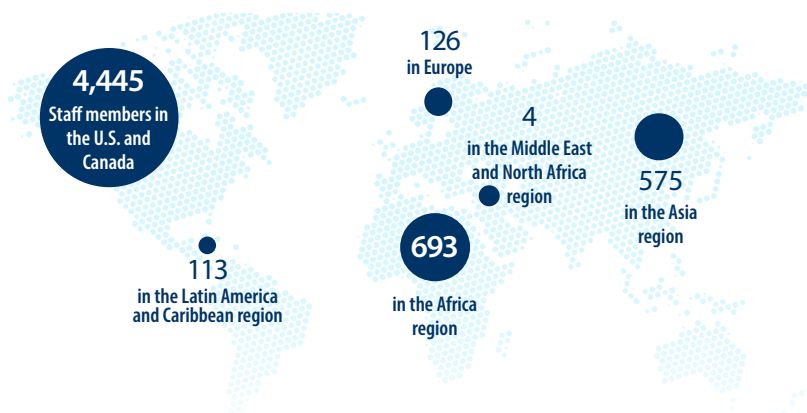 4,445
Staff members in
the U.S. and
Canada
126
in Europe
4
in the Middle East
and North Africa
region
575
in the Asia
region
693
in the Africa
region
113
in the Latin America
and Caribbean region